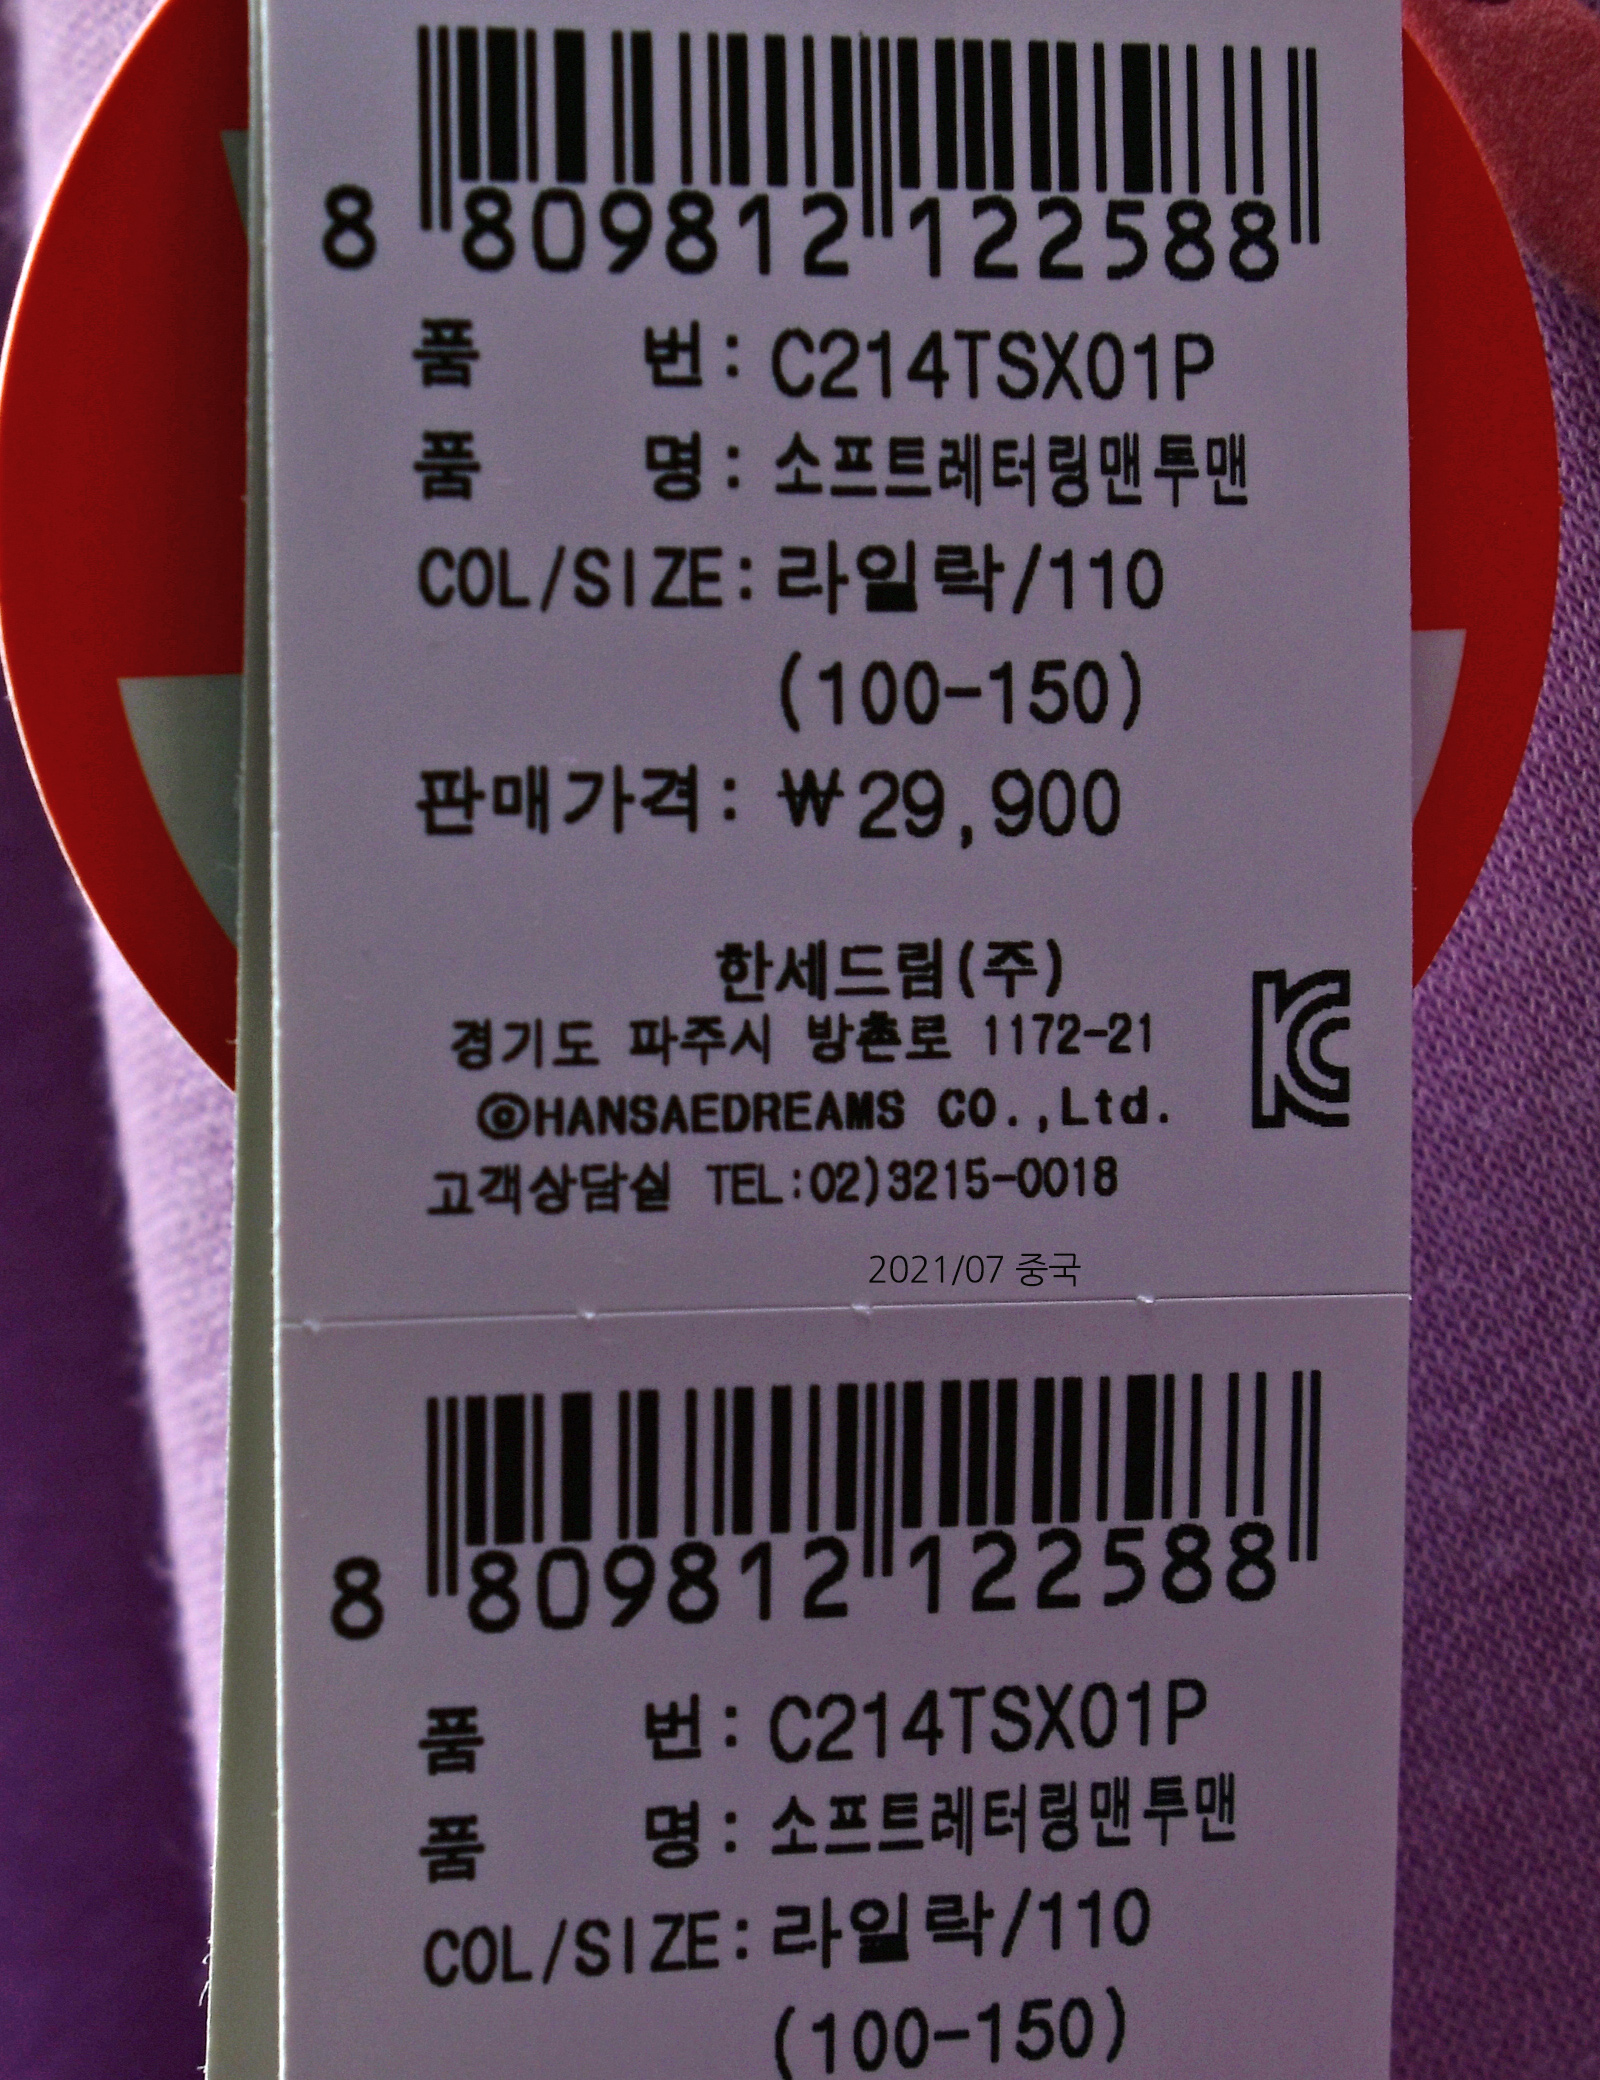 8 809812 122588
품 번: C214TSX01P
품 명: 소프트레터링맨투맨
COL/SIZE: 라일락/110
(100-150)
판매가격: ₩29,900
한세드림(주)
경기도 파주시 방촌로 1172-21
ⓒHANSAEDREAMS CO.,Ltd.
고객상담실 TEL:02)3215-0018
2021/07 중국
8 809812 122588
품 번: C214TSX01P
품 명: 소프트레터링맨투맨
COL/SIZE: 라일락/110
(100-150)